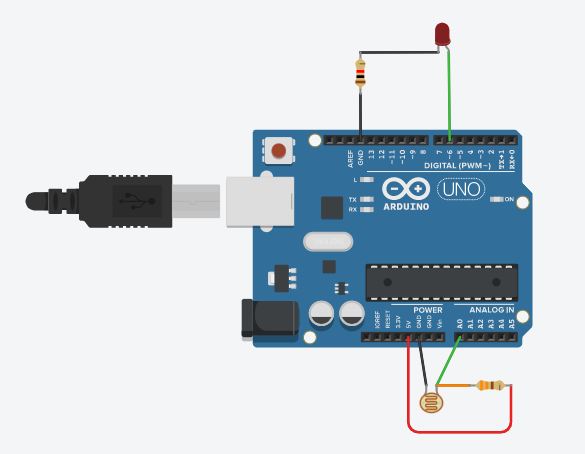 AREF
GND
13
12
~11
~10
~9
8
7
~6
~5
4
~3
2
TX→1
RX←0
DIGITAL (PWM~)
L
TX
RX
ARDUINO
UNO
ON
POWER
ANALOG IN
IOREF
RESET
3.3V
5V
GND
GND
Vin
A0
A1
A2
A3
A4
A5